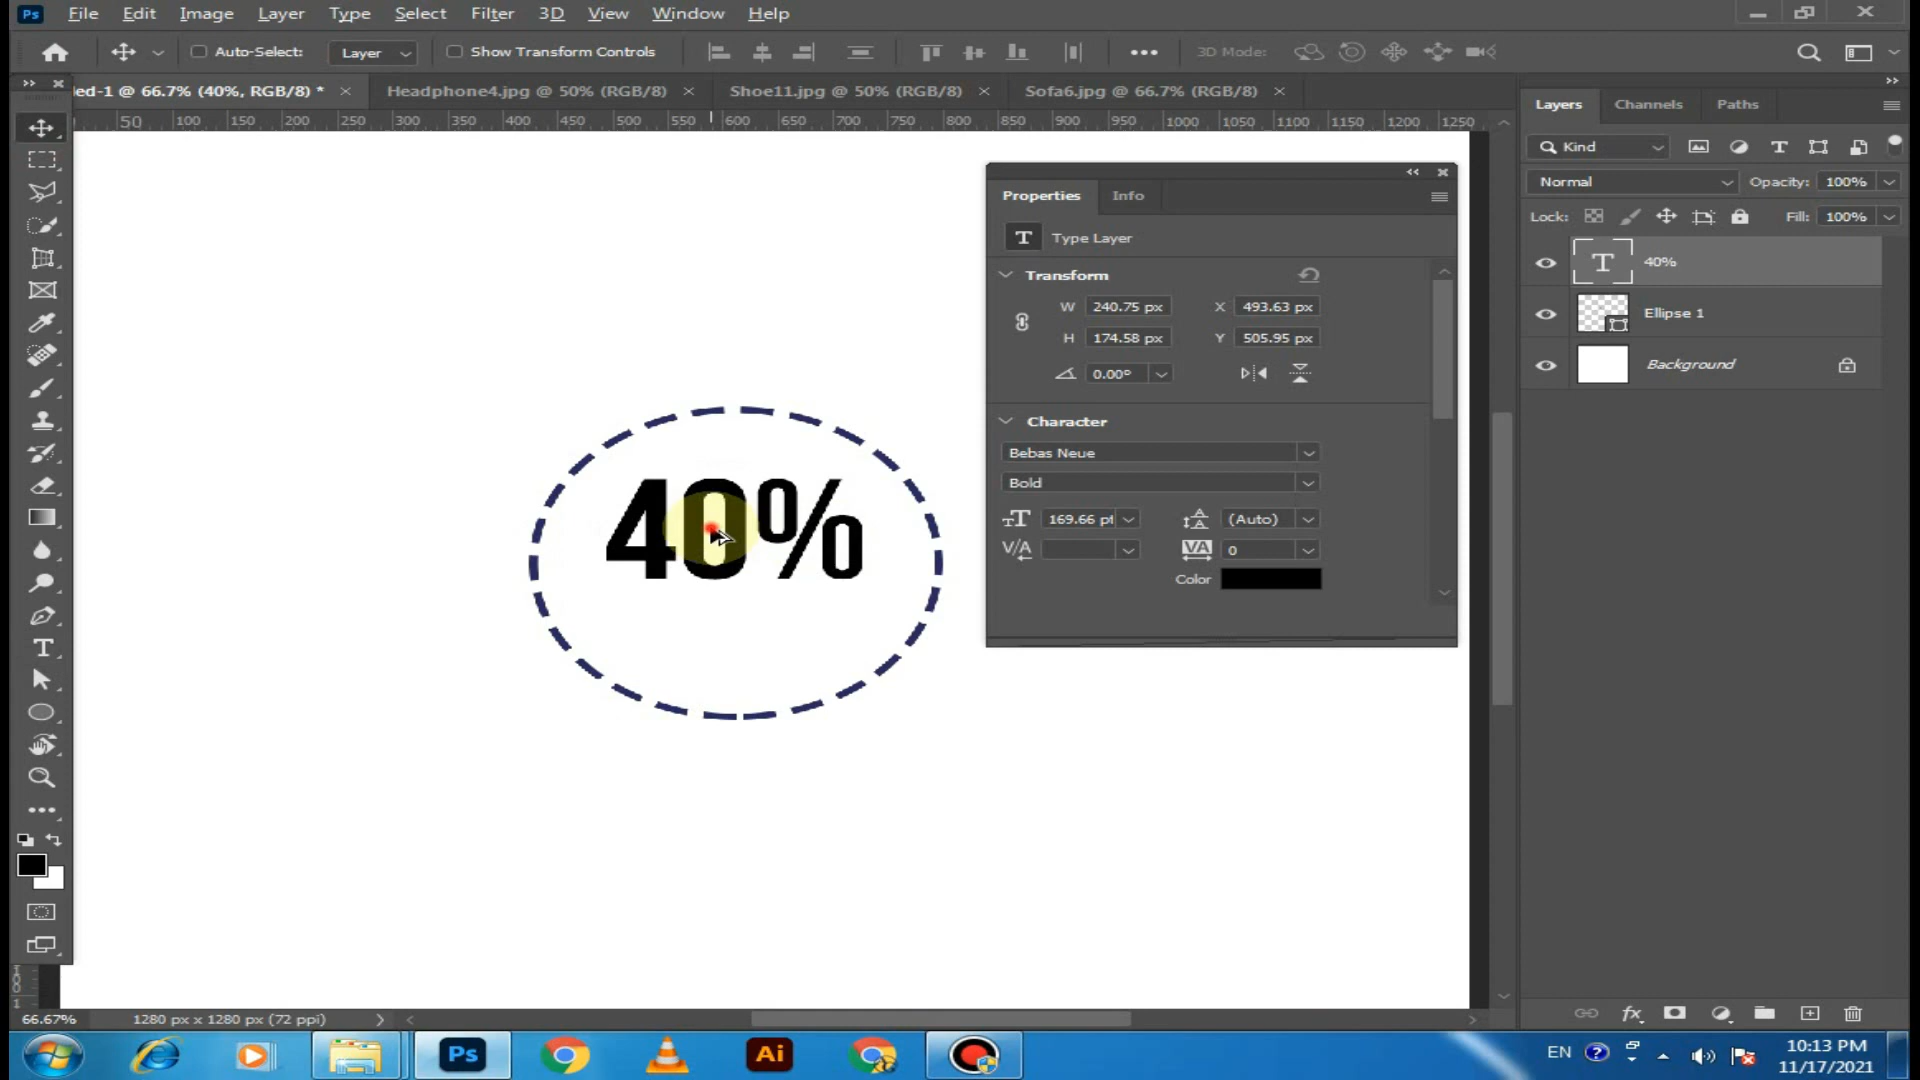 Ps File Edit Image Layer Type Select Filter 3D View Window Help
Auto-Select: Layer Show Transform Controls 3D Mode:
led-1 @ 66.7% (40%, RGB/8) * Headphone4.jpg @ 50% (RGB/8) Shoe11.jpg @ 50% (RGB/8) Sofa6.jpg @ 66.7% (RGB/8)
50 100 150 200 250 300 350 400 450 500 550 600 650 700 750 800 850 900 950 1000 1050 1100 1150 1200 1250
Layers Channels Paths
Kind
Normal Opacity: 100%
Lock: Fill: 100%
T 40%
Ellipse 1
Background
Properties Info
T Type Layer
Transform
W 240.75 px X 493.63 px
H 174.58 px Y 505.95 px
0.00º
Character
Bebas Neue
Bold
169.66 pt (Auto)
V/A VA 0
Color
40%
66.67% 1280 px x 1280 px (72 ppi)
Ps Ai EN 10:13 PM
11/17/2021